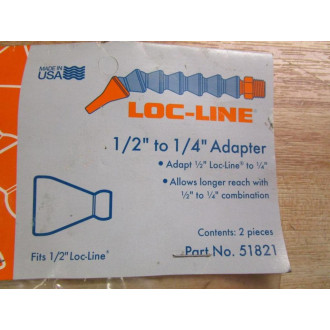 MADE IN
USA
LOC-LINE®
1/2" to 1/4" Adapter
• Adapt ½" Loc-Line® to ¼"
• Allows longer reach with
½" to ¼" combination
Contents: 2 pieces
Fits 1/2" Loc-Line®
Part No. 51821